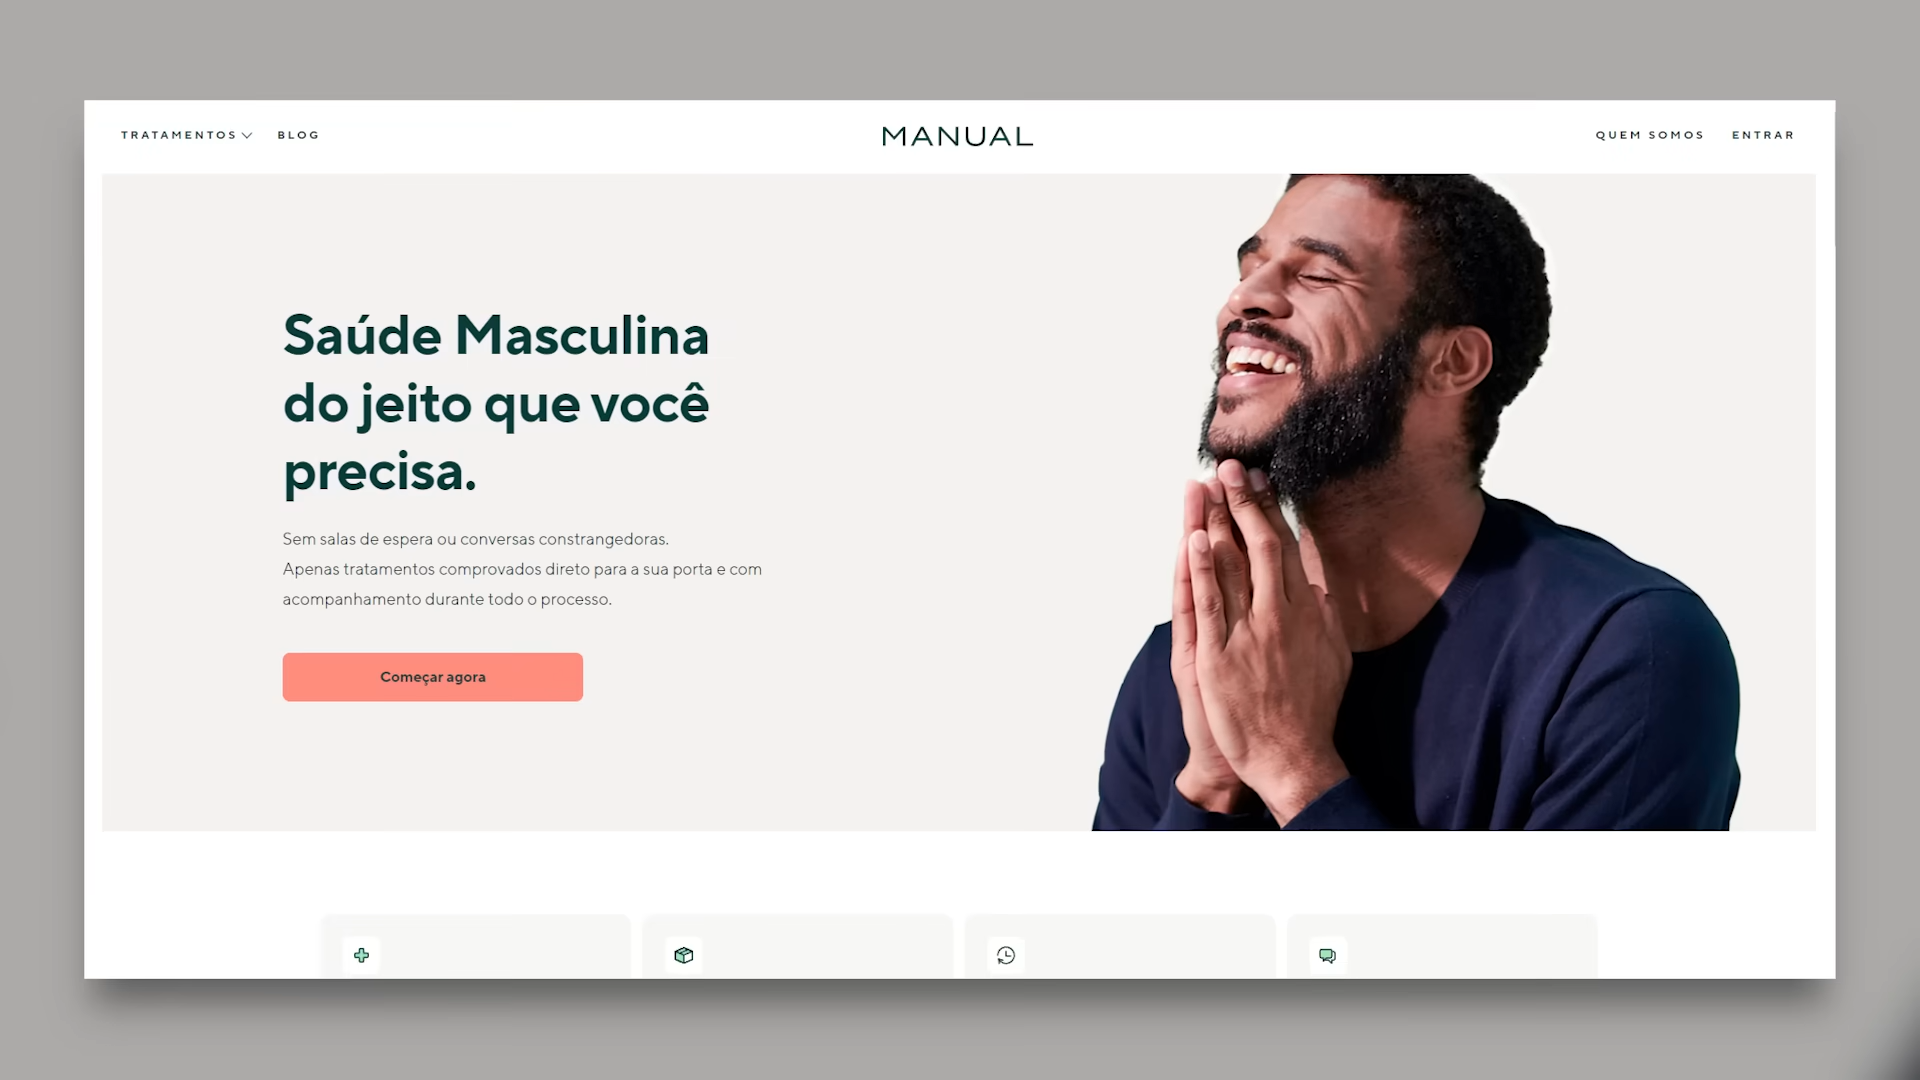 TRATAMENTOS BLOG MANUAL QUEM SOMOS ENTRAR
Saúde Masculina
do jeito que você
precisa.
Sem salas de espera ou conversas constrangedoras.
Apenas tratamentos comprovados direto para a sua porta e com
acompanhamento durante todo o processo.
Começar agora